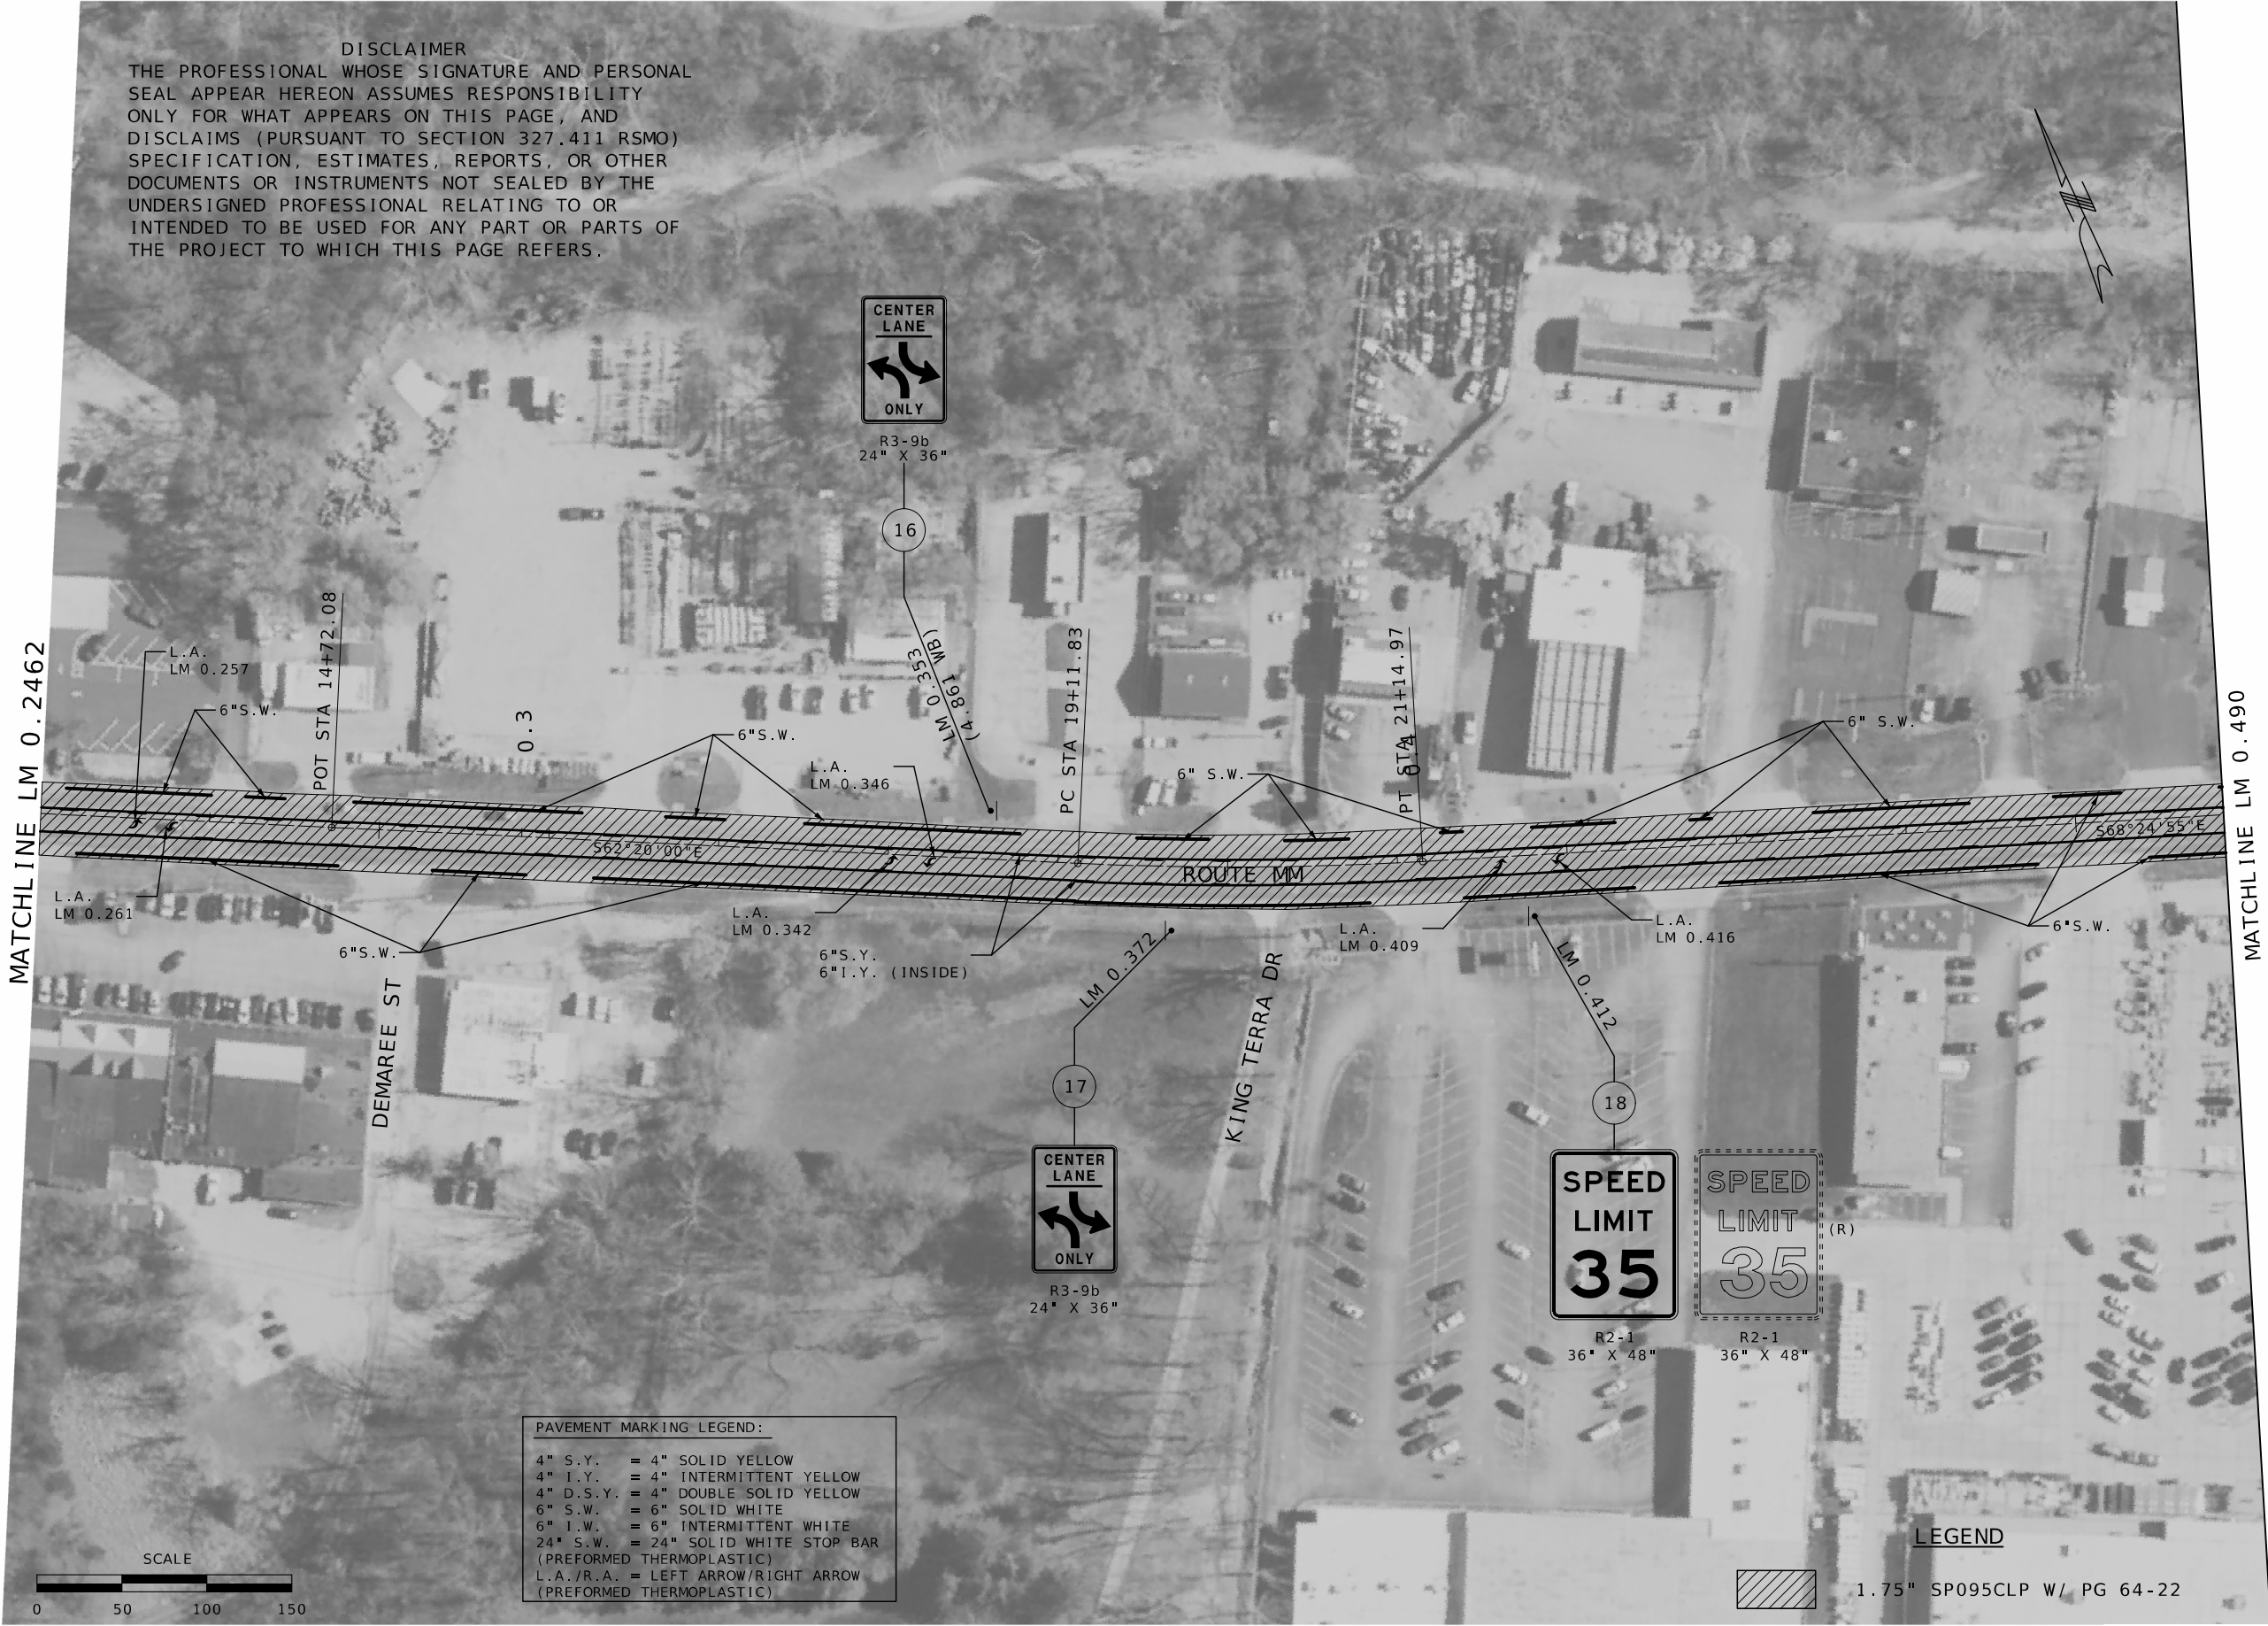 DISCLAIMER
THE PROFESSIONAL WHOSE SIGNATURE AND PERSONAL
SEAL APPEAR HEREON ASSUMES RESPONSIBILITY
ONLY FOR WHAT APPEARS ON THIS PAGE, AND
DISCLAIMS (PURSUANT TO SECTION 327.411 RSMO)
SPECIFICATION, ESTIMATES, REPORTS, OR OTHER
DOCUMENTS OR INSTRUMENTS NOT SEALED BY THE
UNDERSIGNED PROFESSIONAL RELATING TO OR
INTENDED TO BE USED FOR ANY PART OR PARTS OF
THE PROJECT TO WHICH THIS PAGE REFERS.
CENTER
LANE
ONLY
R3-9b
24" X 36"
16
LM 0.353
(4.861 WB)
MATCHLINE LM 0.2462
L.A.
LM 0.257
6"S.W.
POT STA 14+72.08
0.3
6"S.W.
L.A.
LM 0.346
PC STA 19+11.83
6" S.W.
PT STA 21+14.97
0.4
6" S.W.
MATCHLINE LM 0.490
S62°20'00"E
ROUTE MM
S68°24'55"E
L.A.
LM 0.261
6"S.W.
L.A.
LM 0.342
6"S.Y.
6"I.Y. (INSIDE)
LM 0.372
L.A.
LM 0.409
LM 0.412
L.A.
LM 0.416
6"S.W.
DEMAREE ST
KING TERRA DR
17
CENTER
LANE
ONLY
R3-9b
24" X 36"
18
SPEED
LIMIT
35
R2-1
36" X 48"
SPEED
LIMIT
35
(R)
R2-1
36" X 48"
PAVEMENT MARKING LEGEND:
4" S.Y. = 4" SOLID YELLOW
4" I.Y. = 4" INTERMITTENT YELLOW
4" D.S.Y. = 4" DOUBLE SOLID YELLOW
6" S.W. = 6" SOLID WHITE
6" I.W. = 6" INTERMITTENT WHITE
24" S.W. = 24" SOLID WHITE STOP BAR
(PREFORMED THERMOPLASTIC)
L.A./R.A. = LEFT ARROW/RIGHT ARROW
(PREFORMED THERMOPLASTIC)
SCALE
0 50 100 150
LEGEND
1.75" SP095CLP W/ PG 64-22